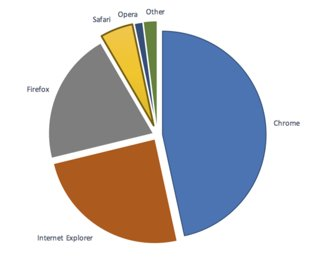 Safari
Opera
Other
Firefox
Chrome
Internet Explorer